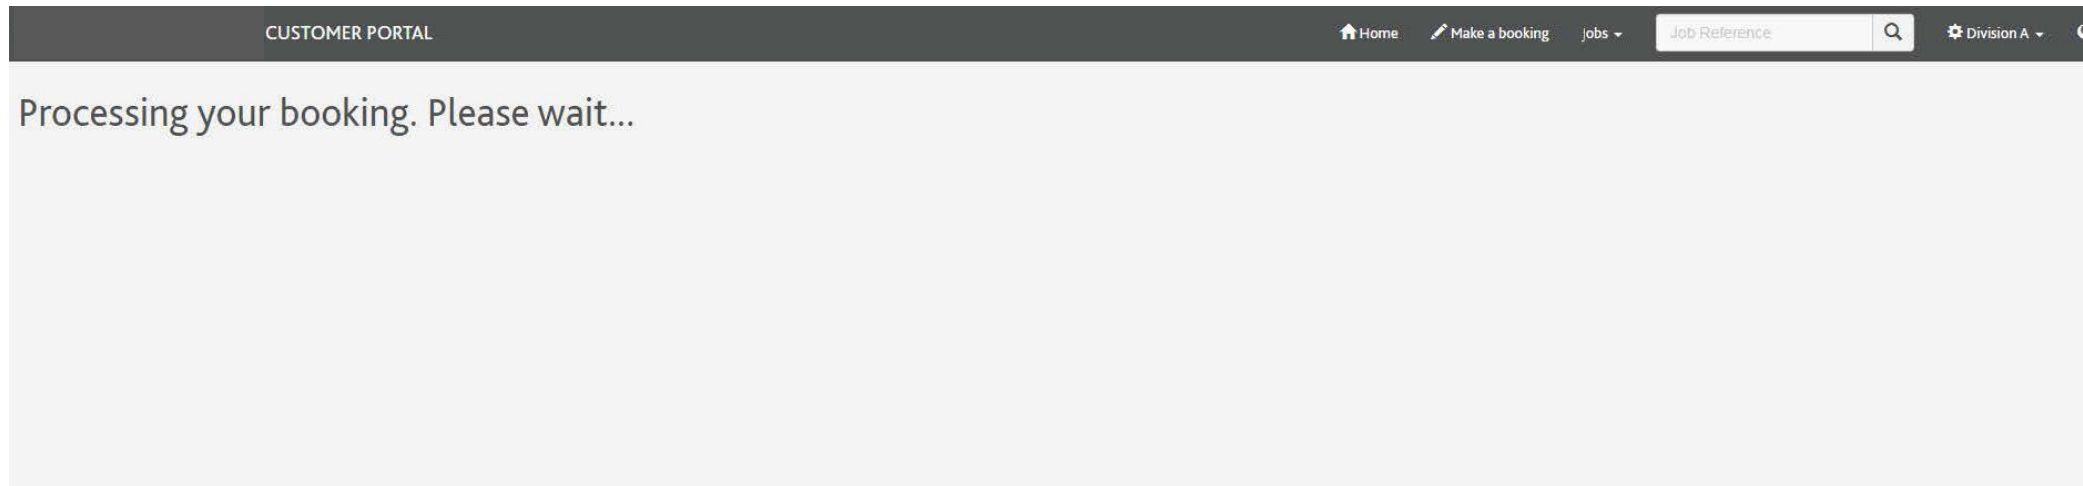 CUSTOMER PORTAL
Home Make a booking Jobs Job Reference Division A
Processing your booking. Please wait...